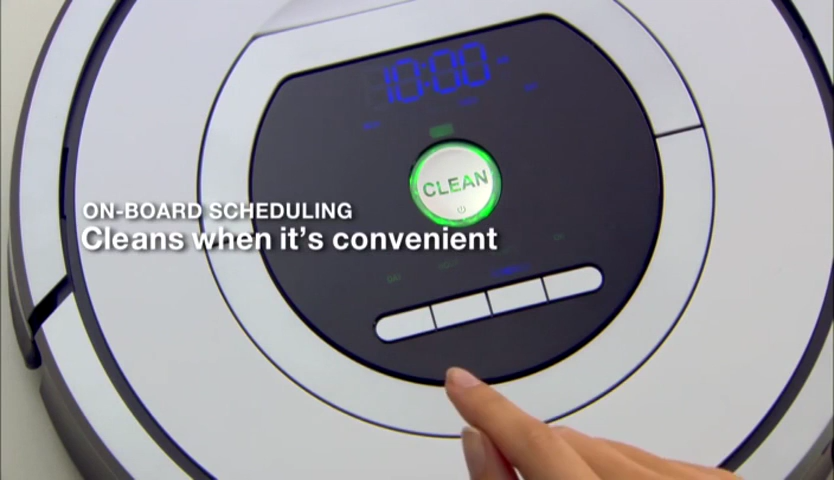 10:00
CLEAN
ON-BOARD SCHEDULING
Cleans when it's convenient